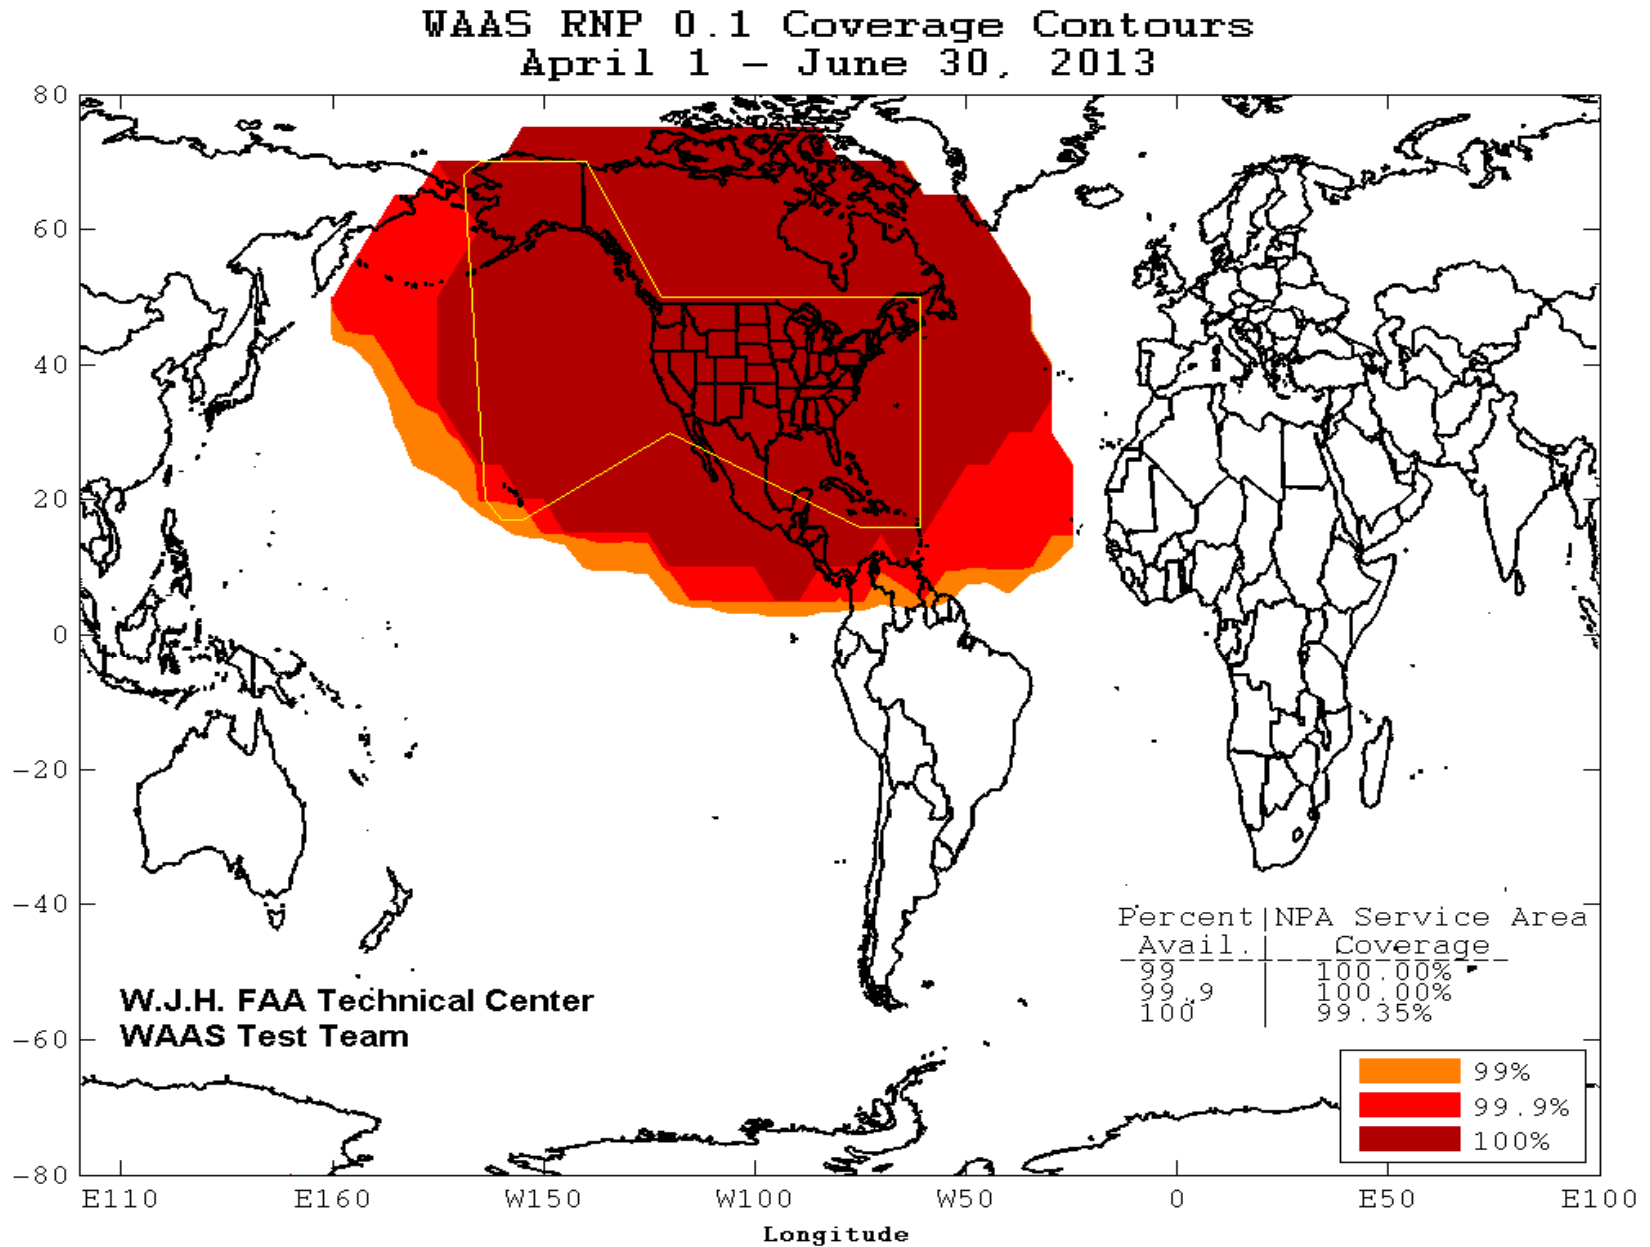 WAAS RNP 0.1 Coverage Contours
April 1 – June 30, 2013
80
60
40
20
0
−20
−40
−60
−80
Percent|NPA Service Area
Avail.| Coverage
99 | 100.00%
99.9 | 100.00%
100 | 99.35%
W.J.H. FAA Technical Center
WAAS Test Team
99%
99.9%
100%
E110 E160 W150 W100 W50 0 E50 E100
Longitude